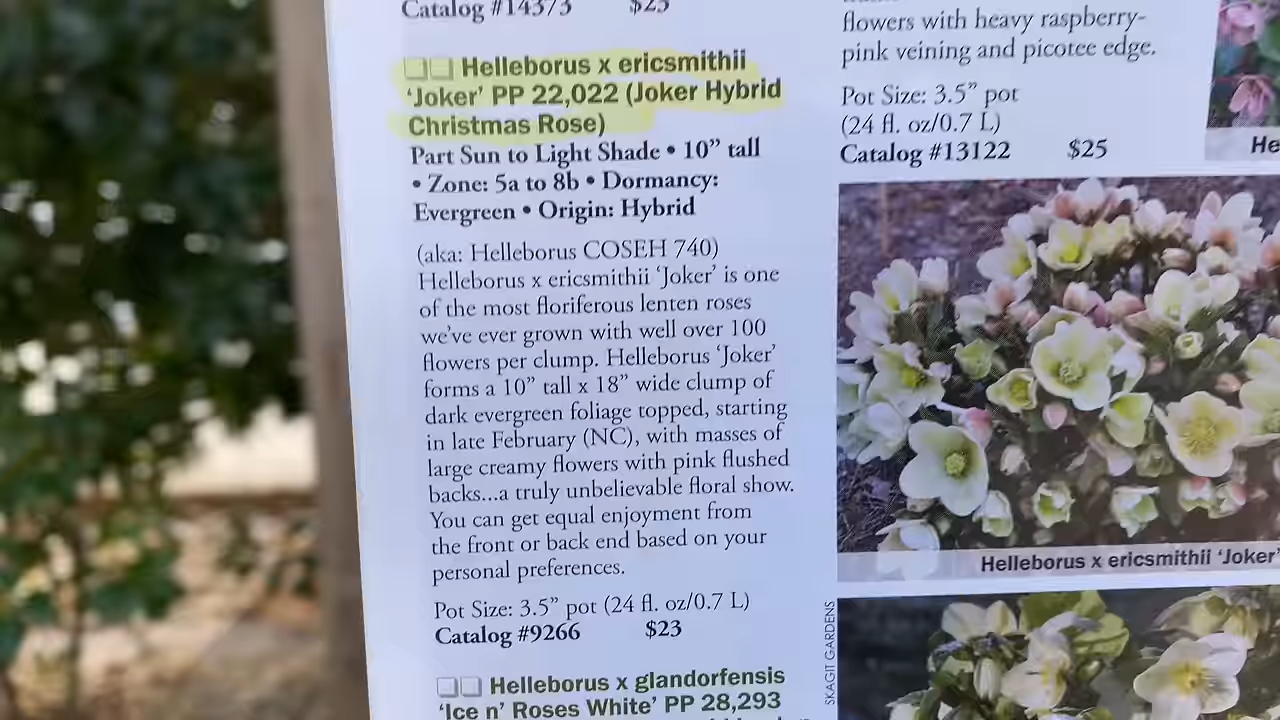 Catalog #14373 $25
☐☐ Helleborus x ericsmithii
‘Joker’ PP 22,022 (Joker Hybrid
Christmas Rose)
Part Sun to Light Shade • 10” tall
• Zone: 5a to 8b • Dormancy:
Evergreen • Origin: Hybrid
(aka: Helleborus COSEH 740)
Helleborus x ericsmithii ‘Joker’ is one
of the most floriferous lenten roses
we’ve ever grown with well over 100
flowers per clump. Helleborus ‘Joker’
forms a 10” tall x 18” wide clump of
dark evergreen foliage topped, starting
in late February (NC), with masses of
large creamy flowers with pink flushed
backs...a truly unbelievable floral show.
You can get equal enjoyment from
the front or back end based on your
personal preferences.
Pot Size: 3.5” pot (24 fl. oz/0.7 L)
Catalog #9266 $23
☐☐ Helleborus x glandorfensis
‘Ice n’ Roses White’ PP 28,293
flowers with heavy raspberry-
pink veining and picotee edge.
Pot Size: 3.5” pot
(24 fl. oz/0.7 L)
Catalog #13122 $25
He
Helleborus x ericsmithii ‘Joker’
SKAGIT GARDENS